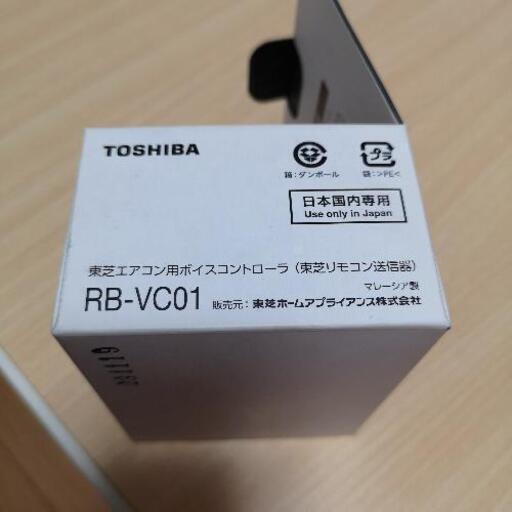 TOSHIBA
プラ
箱：ダンボール
袋：>PE<
日本国内専用
Use only in Japan
東芝エアコン用ボイスコントローラ（東芝リモコン送信器）
マレーシア製
RB-VC01 販売元：東芝ホームアプライアンス株式会社